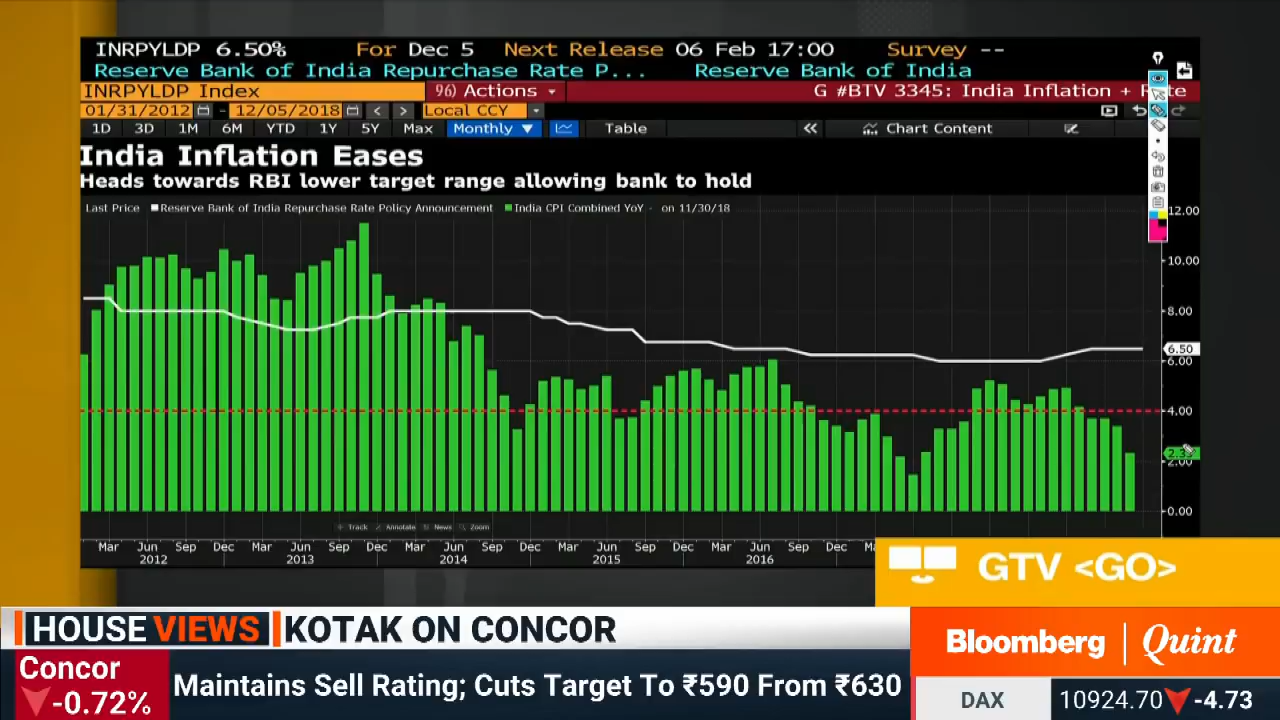 INRPYLDP 6.50% For Dec 5 Next Release 06 Feb 17:00 Survey --
Reserve Bank of India Repurchase Rate P... Reserve Bank of India
INRPYLDP Index 96) Actions G #BTV 3345: India Inflation +
01/31/2012 - 12/05/2018 < > Local CCY
1D 3D 1M 6M YTD 1Y 5Y Max Monthly ▼ Table « Chart Content
India Inflation Eases
Heads towards RBI lower target range allowing bank to hold
Last Price Reserve Bank of India Repurchase Rate Policy Announcement India CPI Combined YoY - on 11/30/18
12.00
10.00
8.00
6.50
6.00
4.00
2.00
0.00
Track Annotate News Zoom
Mar Jun Sep Dec Mar Jun Sep Dec Mar Jun Sep Dec Mar Jun Sep Dec Mar Jun Sep Dec
2012 2013 2014 2015 2016
GTV <GO>
HOUSE VIEWS KOTAK ON CONCOR
Bloomberg | Quint
Concor
-0.72%
Maintains Sell Rating; Cuts Target To ₹590 From ₹630
DAX 10924.70 -4.73